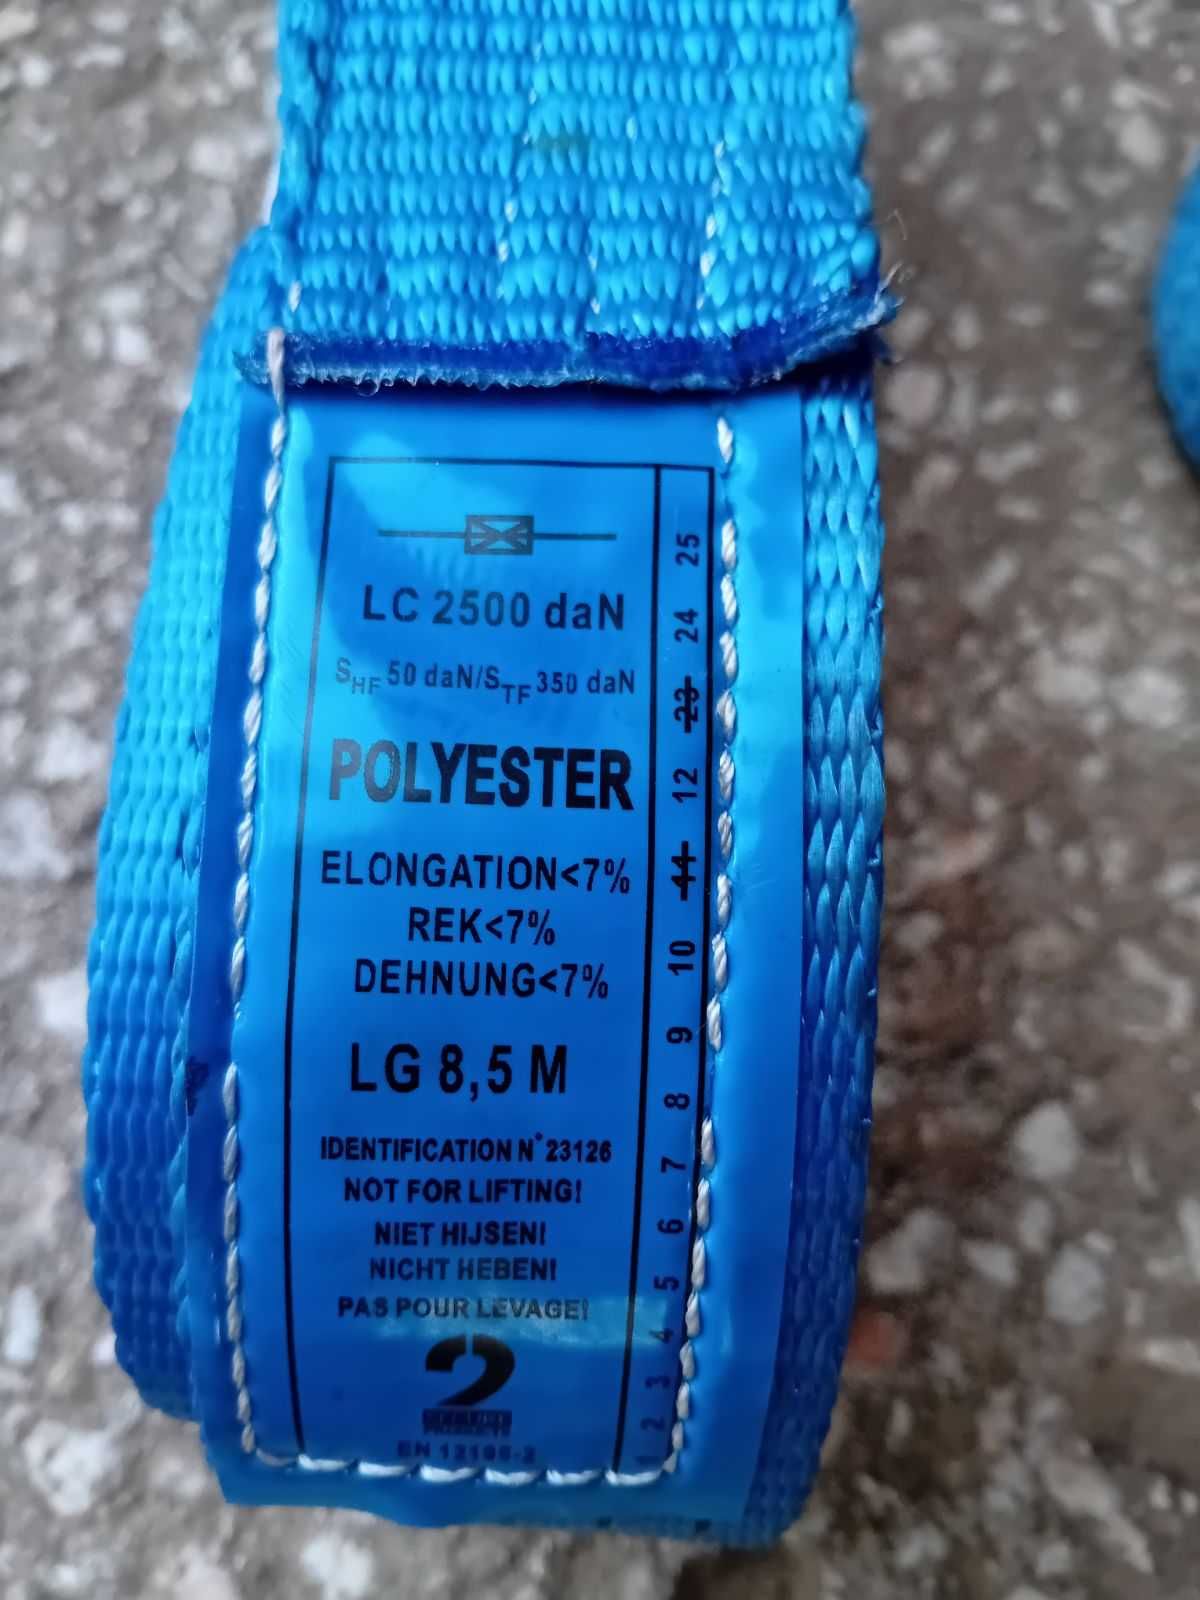 LC 2500 daN
SHF 50 daN/STF 350 daN
POLYESTER
ELONGATION<7%
REK<7%
DEHNUNG<7%
LG 8,5 M
IDENTIFICATION N° 23126
NOT FOR LIFTING!
NIET HIJSEN!
NICHT HEBEN!
PAS POUR LEVAGE!
2
PRODUCTS
EN 12195-2
1 2 3 4 5 6 7 8 9 10 11 12 23 24 25